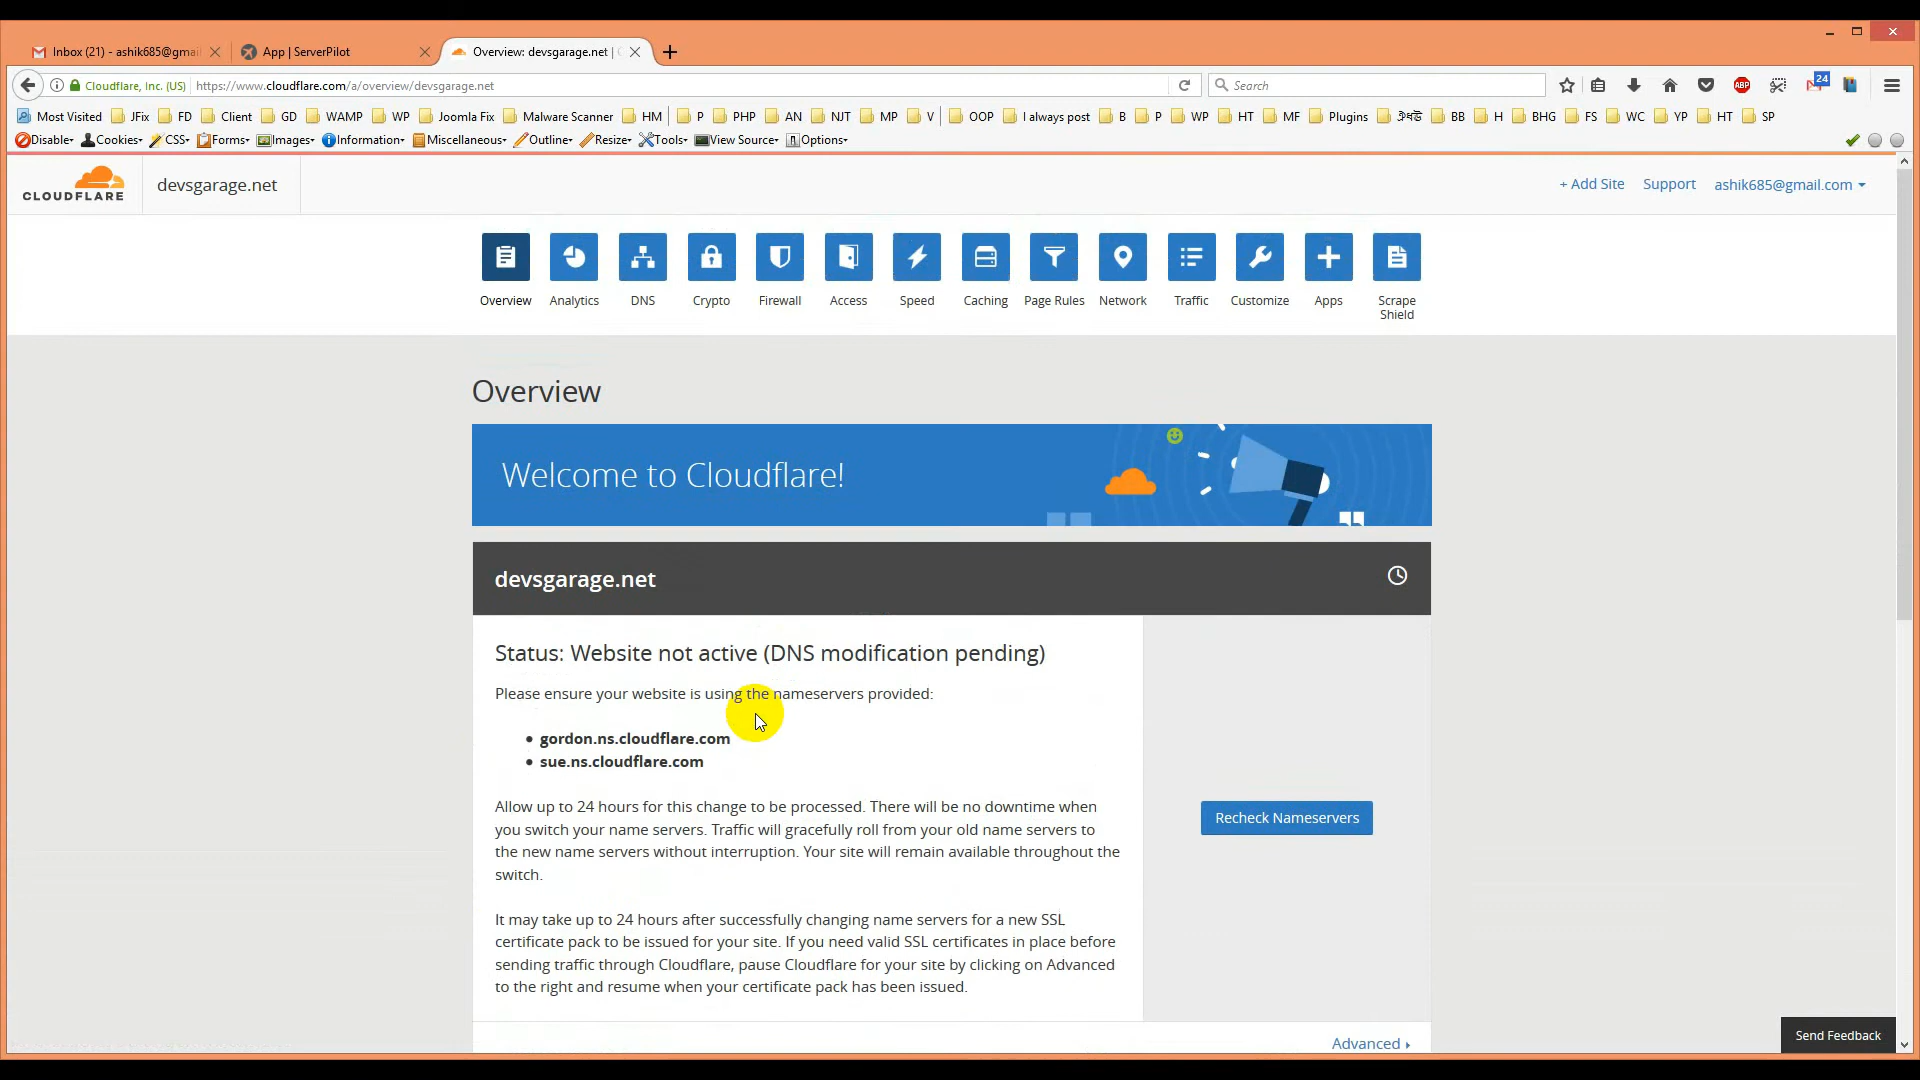 Inbox (21) - ashik685@gmai
App | ServerPilot
Overview: devsgarage.net |
Cloudflare, Inc. (US)
https://www.cloudflare.com/a/overview/devsgarage.net
Search
24
Most Visited JFix FD Client GD WAMP WP Joomla Fix Malware Scanner HM P PHP AN NJT MP V OOP I always post B P WP HT MF Plugins BB H BHG FS WC YP HT SP
Disable Cookies CSS Forms Images Information Miscellaneous Outline Resize Tools View Source Options
CLOUDFLARE
devsgarage.net
+ Add Site
Support
ashik685@gmail.com
Overview
Analytics
DNS
Crypto
Firewall
Access
Speed
Caching
Page Rules
Network
Traffic
Customize
Apps
Scrape
Shield
Overview
Welcome to Cloudflare!
devsgarage.net
Status: Website not active (DNS modification pending)
Please ensure your website is using the nameservers provided:
• gordon.ns.cloudflare.com
• sue.ns.cloudflare.com
Allow up to 24 hours for this change to be processed. There will be no downtime when
you switch your name servers. Traffic will gracefully roll from your old name servers to
the new name servers without interruption. Your site will remain available throughout the
switch.
Recheck Nameservers
It may take up to 24 hours after successfully changing name servers for a new SSL
certificate pack to be issued for your site. If you need valid SSL certificates in place before
sending traffic through Cloudflare, pause Cloudflare for your site by clicking on Advanced
to the right and resume when your certificate pack has been issued.
Advanced
Send Feedback